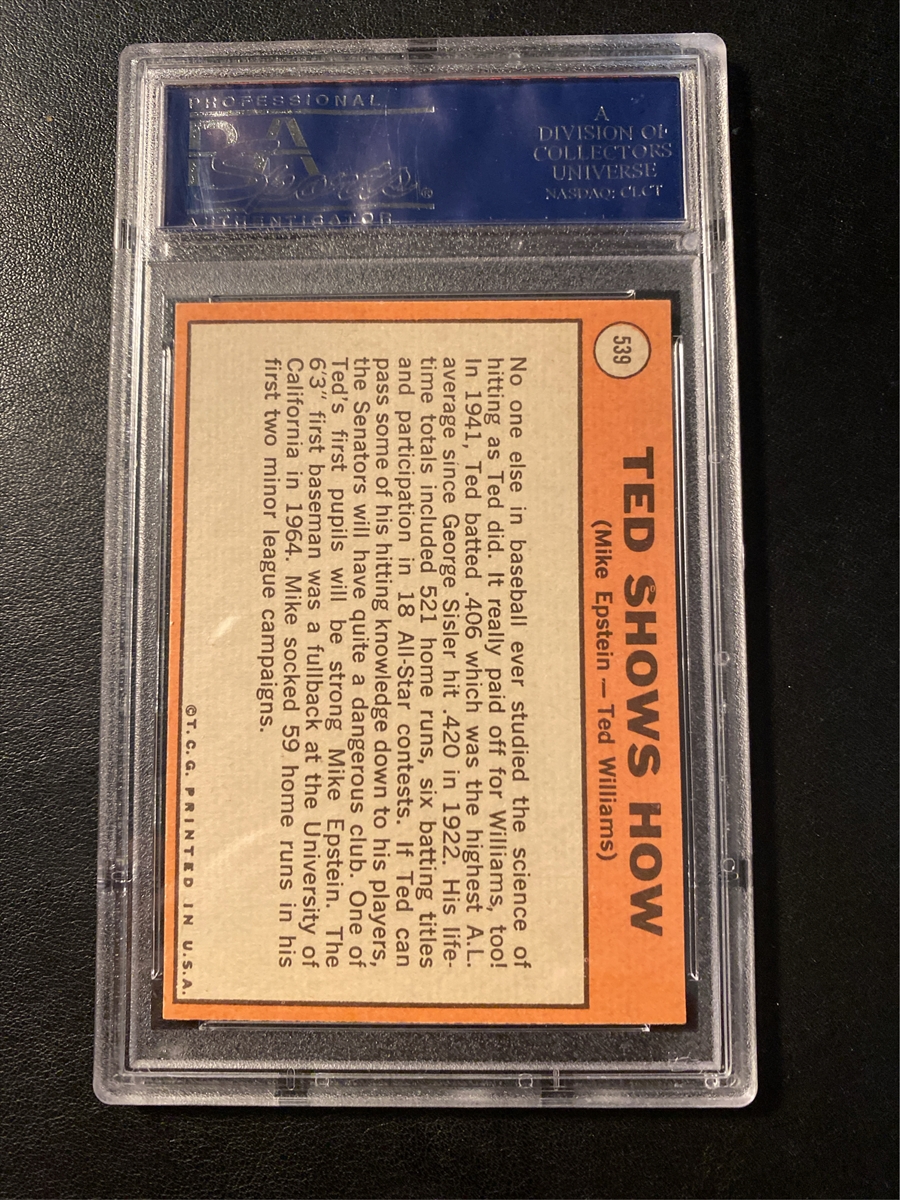 PROFESSIONAL
PSA
Sports®
AUTHENTICATOR
A
DIVISION OF
COLLECTORS
UNIVERSE
NASDAQ: CLCT
539
TED SHOWS HOW
(Mike Epstein — Ted Williams)
No one else in baseball ever studied the science of
hitting as Ted did. It really paid off for Williams, too!
In 1941, Ted batted .406 which was the highest A.L.
average since George Sisler hit .420 in 1922. His life-
time totals included 521 home runs, six batting titles
and participation in 18 All-Star contests. If Ted can
pass some of his hitting knowledge down to his players,
the Senators will have quite a dangerous club. One of
Ted's first pupils will be strong Mike Epstein. The
6'3" first baseman was a fullback at the University of
California in 1964. Mike socked 59 home runs in his
first two minor league campaigns.
©T. C. G. PRINTED IN U.S.A.